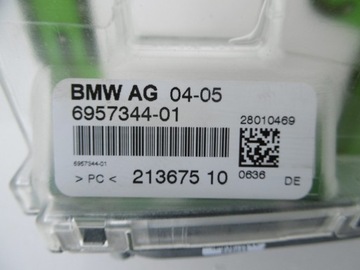 BMW AG 04-05
6957344-01
28010469
6957344-01
> PC < 213675 10
0636 DE